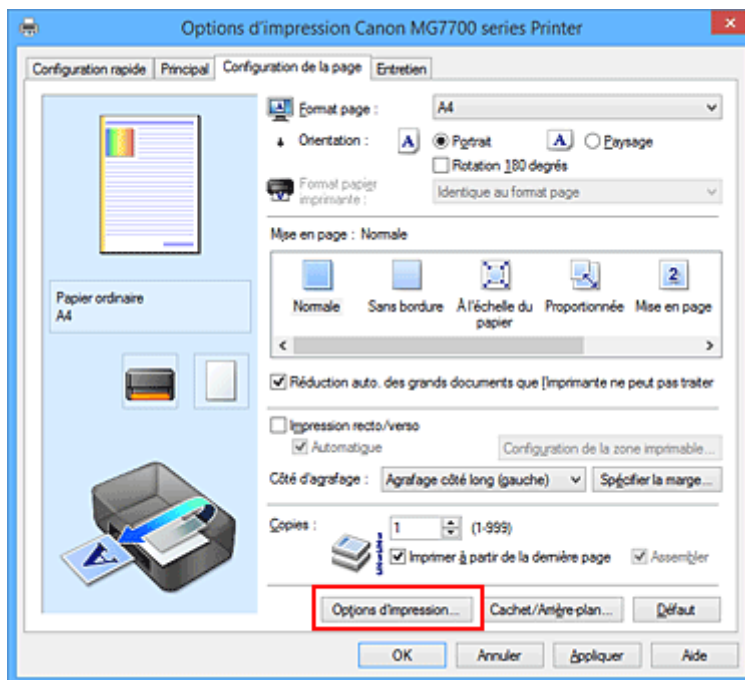 Options d'impression Canon MG7700 series Printer
Configuration rapide Principal Configuration de la page Entretien
Format page : A4
Orientation : A Portrait A Paysage
Rotation 180 degrés
Format papier
imprimante : Identique au format page
Mise en page : Normale
2
Normale Sans bordure À l'échelle du
papier Proportionnée Mise en page
Papier ordinaire
A4
Réduction auto. des grands documents que l'imprimante ne peut pas traiter
Impression recto/verso
Automatique Configuration de la zone imprimable...
Côté d'agrafage : Agrafage côté long (gauche) Spécifier la marge...
Copies : 1 (1-999)
Imprimer à partir de la dernière page Assembler
A
Options d'impression... Cachet/Arrière-plan... Défaut
OK Annuler Appliquer Aide